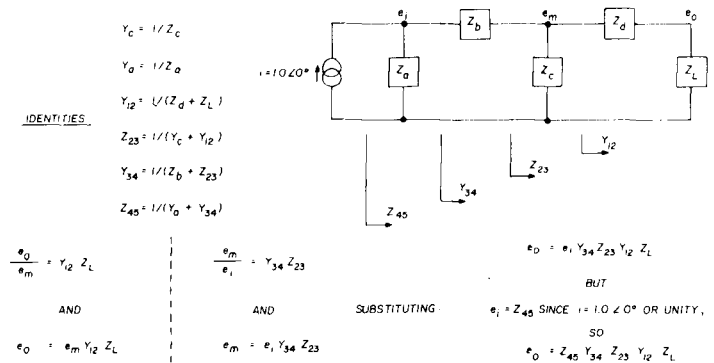 IDENTITIES
Y_c = 1/Z_c
Y_a = 1/Z_a
Y_12 = 1/(Z_d + Z_L)
Z_23 = 1/(Y_c + Y_12)
Y_34 = 1/(Z_b + Z_23)
Z_45 = 1/(Y_a + Y_34)
i = 1.0 ∠0°
e_i
Z_b
e_m
Z_d
e_o
Z_a
Z_c
Z_L
Y_12
Z_23
Y_34
Z_45
e_o/e_m = Y_12 Z_L
AND
e_o = e_m Y_12 Z_L
e_m/e_i = Y_34 Z_23
AND
e_m = e_i Y_34 Z_23
SUBSTITUTING
e_o = e_i Y_34 Z_23 Y_12 Z_L
BUT
e_i = Z_45 SINCE i = 1.0 ∠ 0° OR UNITY,
SO
e_o = Z_45 Y_34 Z_23 Y_12 Z_L